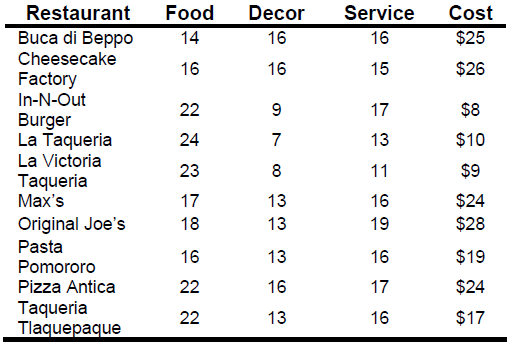 Restaurant Food Decor Service Cost
Buca di Beppo 14 16 16 $25
Cheesecake
Factory 16 16 15 $26
In-N-Out
Burger 22 9 17 $8
La Taqueria 24 7 13 $10
La Victoria
Taqueria 23 8 11 $9
Max's 17 13 16 $24
Original Joe's 18 13 19 $28
Pasta
Pomororo 16 13 16 $19
Pizza Antica 22 16 17 $24
Taqueria
Tlaquepaque 22 13 16 $17